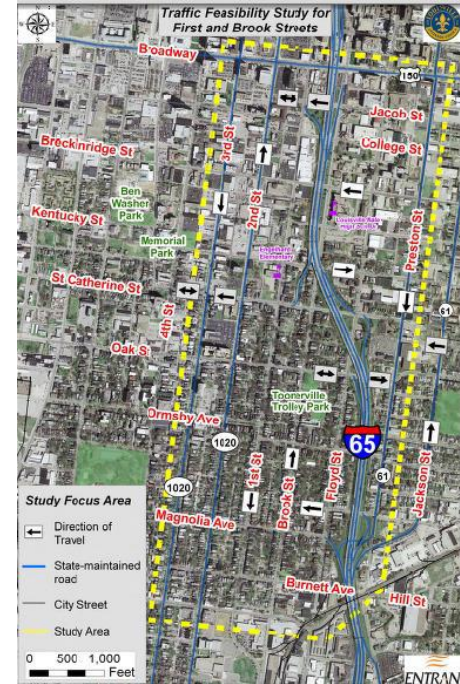 Traffic Feasibility Study for
First and Brook Streets
Broadway
150
Jacob St
College St
Breckinridge St
3rd St
2nd St
Ben
Washer
Park
Kentucky St
Preston St
Memorial
Park
Engelhard
Elementary
St Catherine St
61
4th St
Oak S
Toonerville
Trolley Park
Ormsby Ave
1020
65
1st St
Brook St
Floyd St
61
Jackson St
1020
Magnolia Ave
Burnett Ave
Hill St
Study Focus Area
Direction of
Travel
State-maintained
road
City Street
Study Area
0 500 1,000
Feet
ENTRAN